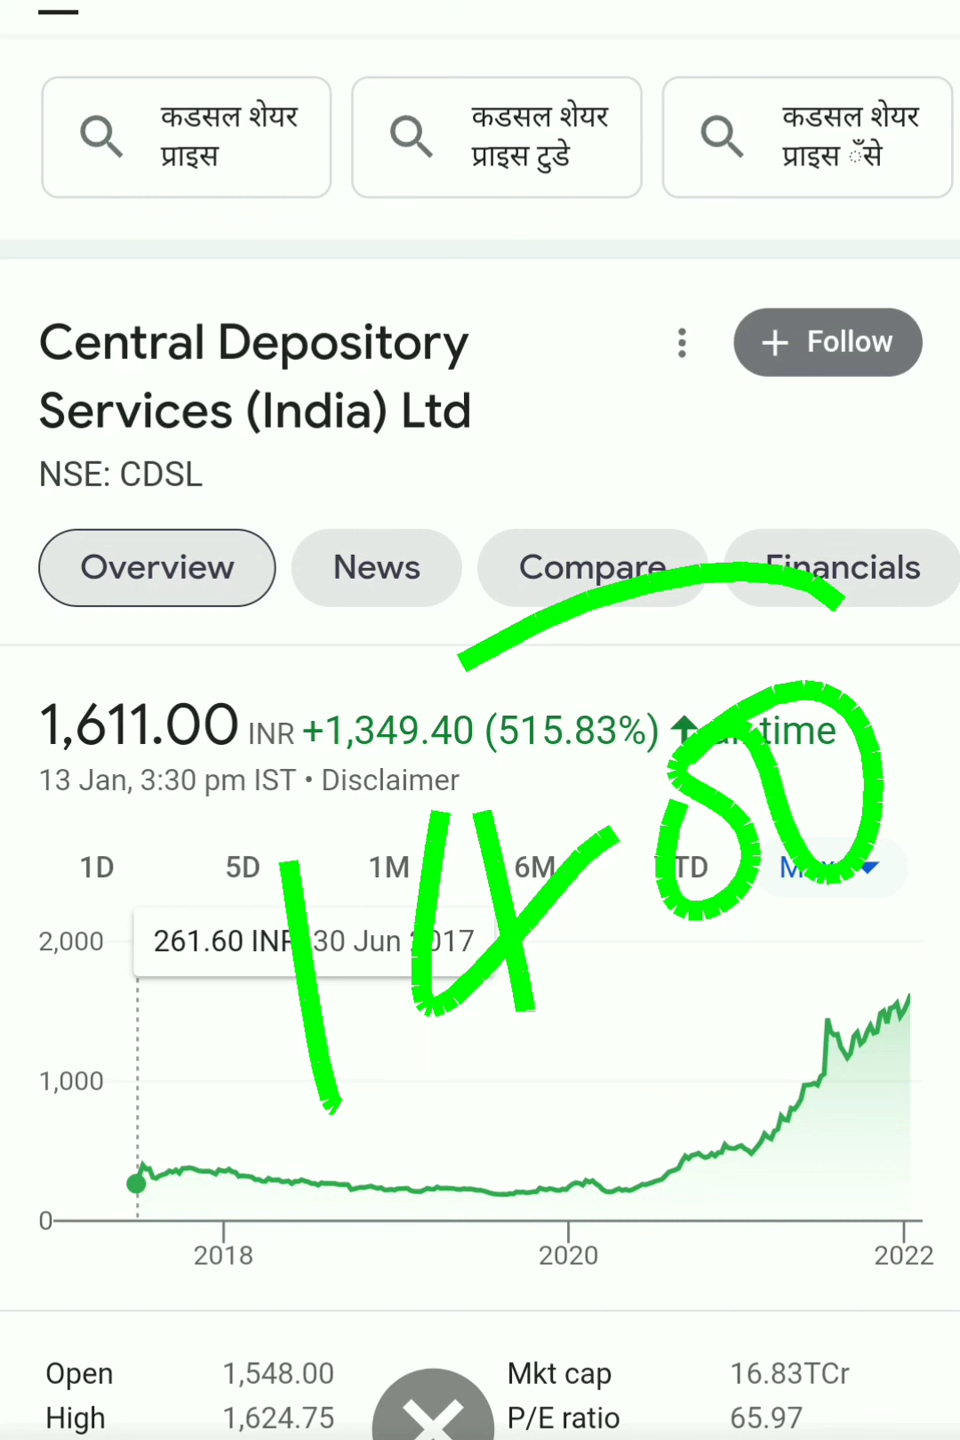 कडसल शेयर
प्राइस
कडसल शेयर
प्राइस टुडे
कडसल शेयर
प्राइस ँसे
Central Depository
Services (India) Ltd
Follow
NSE: CDSL
Overview News Compare Financials
1,611.00 INR +1,349.40 (515.83%) time
13 Jan, 3:30 pm IST • Disclaimer
1D 5D 1M 6M
261.60 INR 30 Jun 2017
1480
2,000
1,000
0
2018 2020 2022
Open 1,548.00 Mkt cap 16.83TCr
High 1,624.75 P/E ratio 65.97